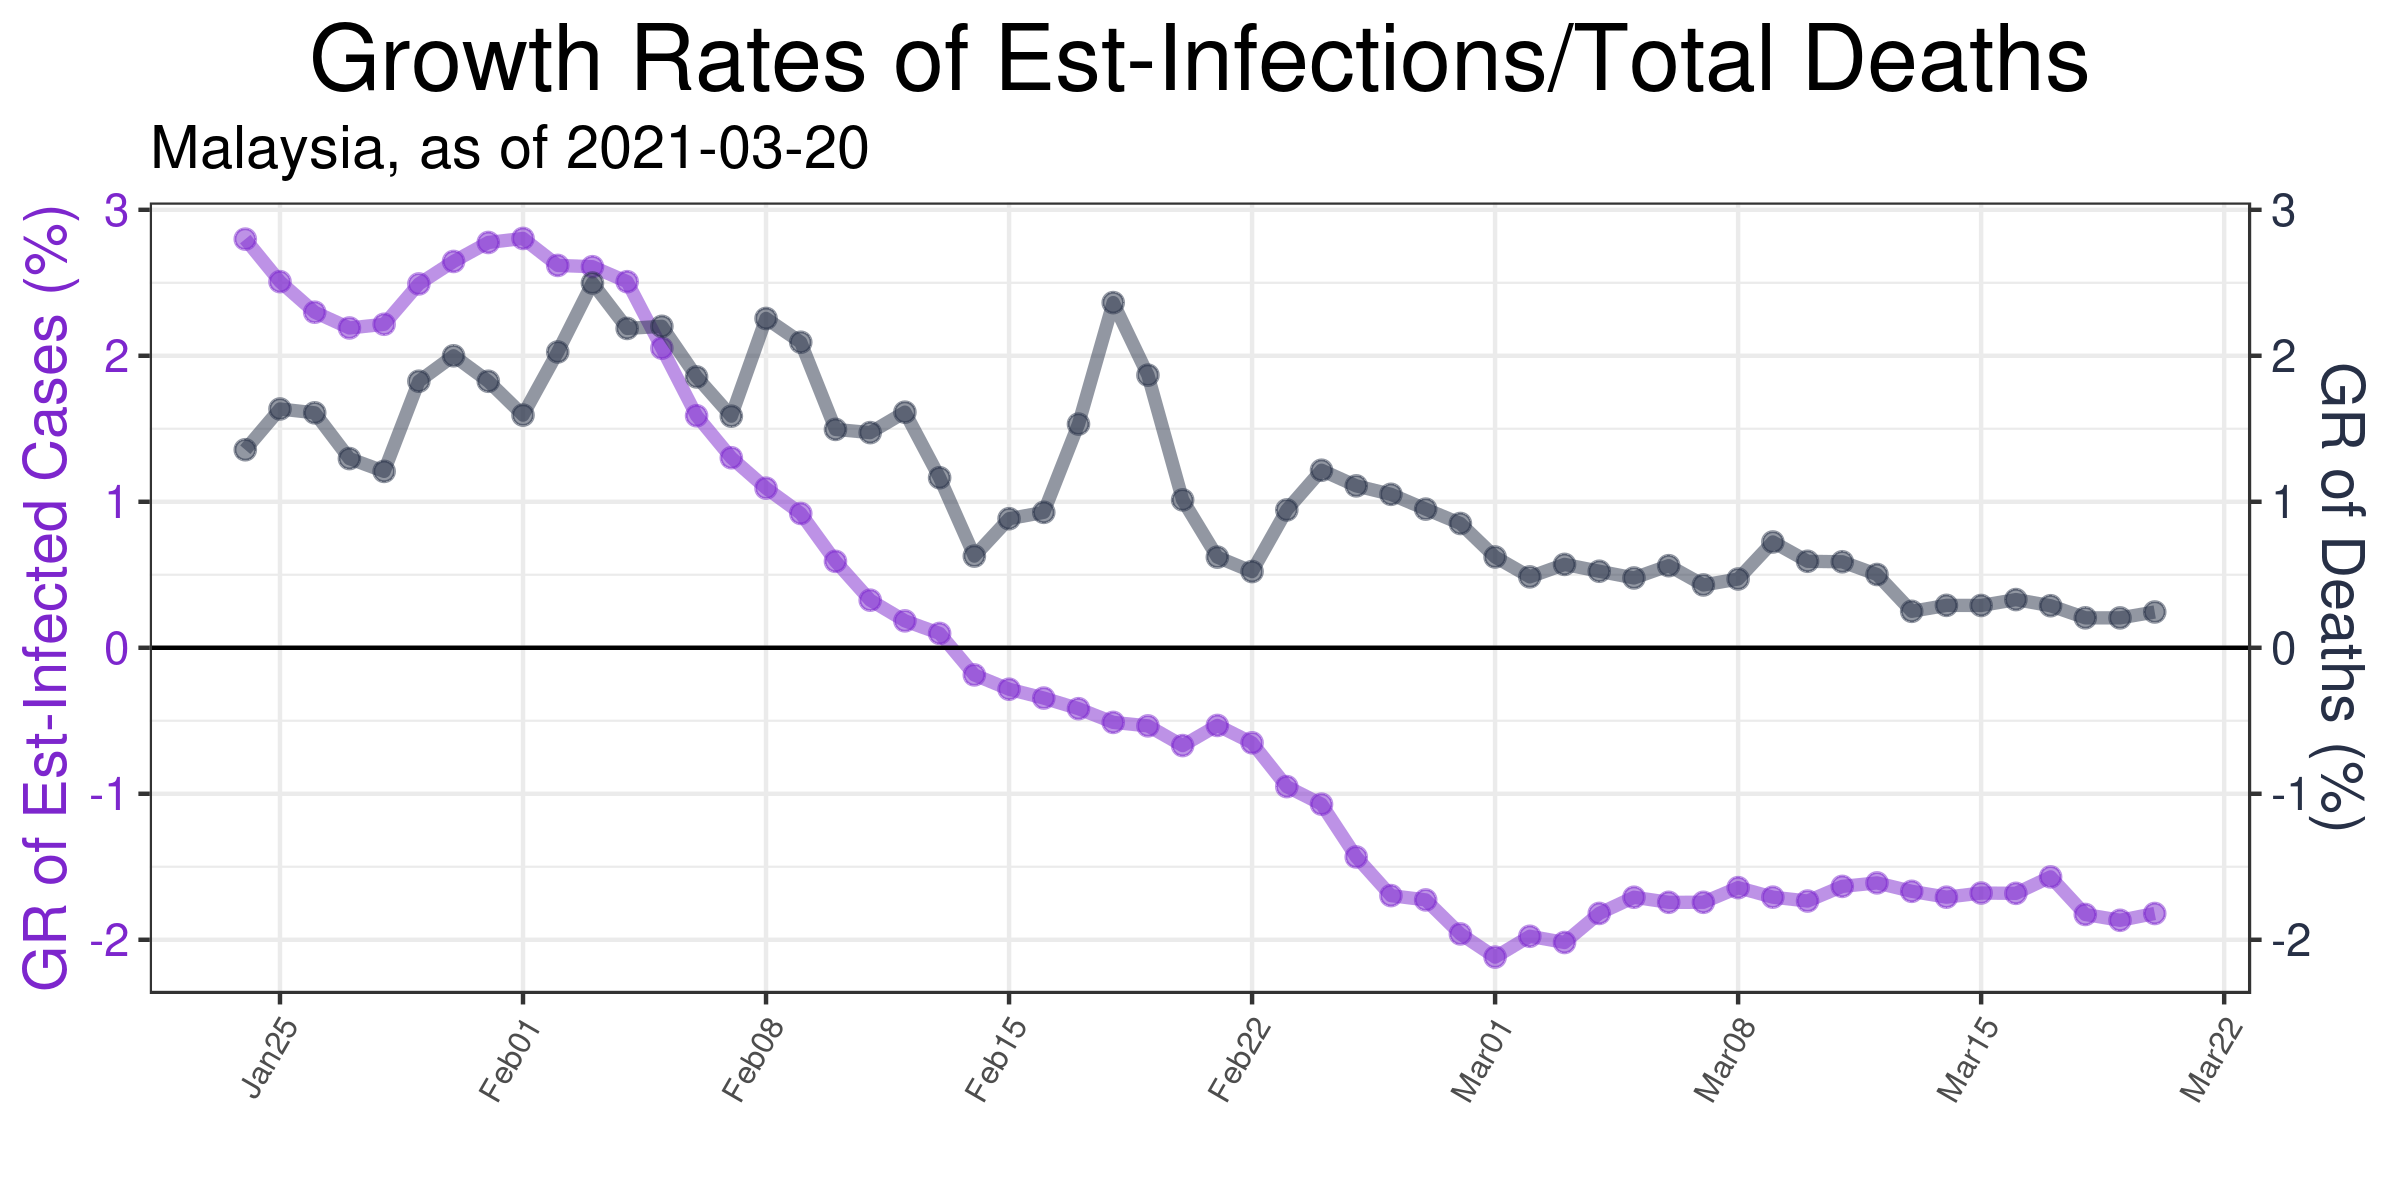 Growth Rates of Est-Infections/Total Deaths
Malaysia, as of 2021-03-20
GR of Est-Infected Cases (%)
3
2
1
0
-1
-2
3
2
1
0
-1
-2
GR of Deaths (%)
Jan25
Feb01
Feb08
Feb15
Feb22
Mar01
Mar08
Mar15
Mar22